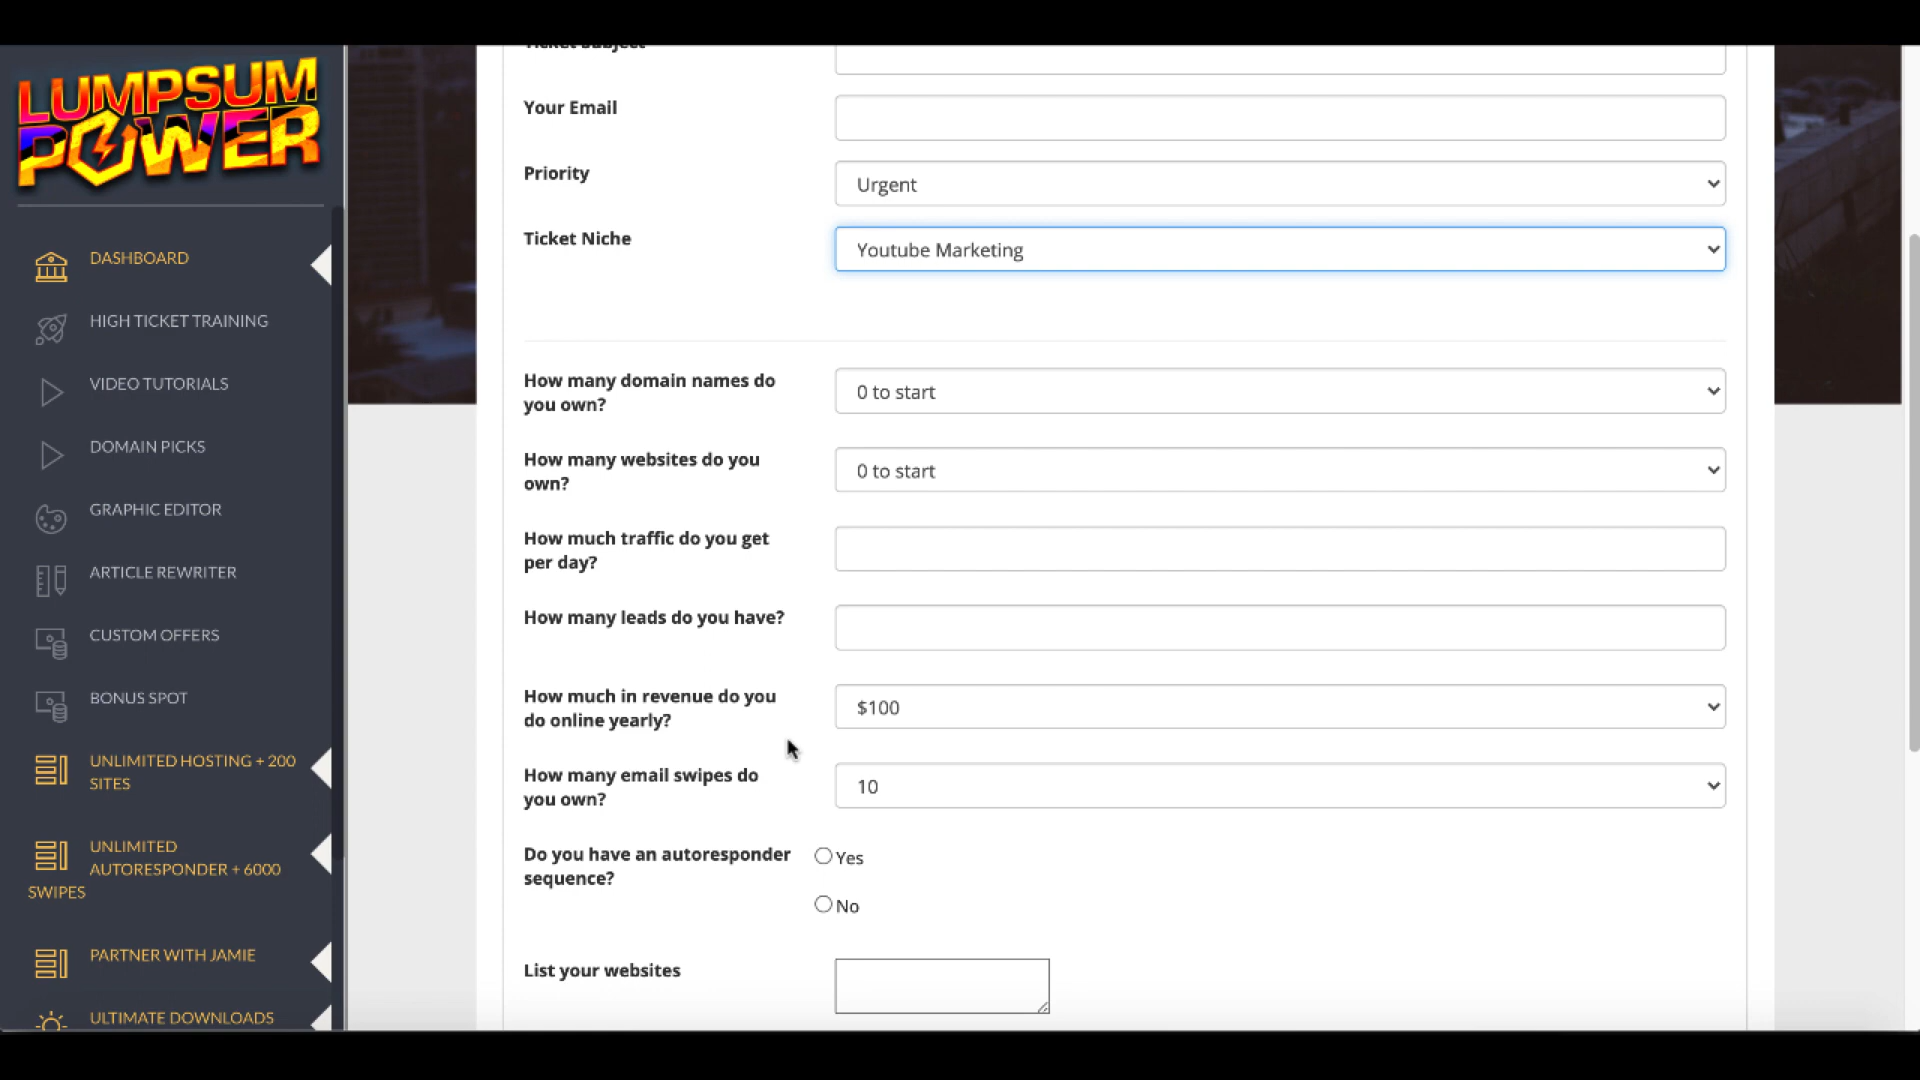 LUMPSUM
POWER
DASHBOARD
HIGH TICKET TRAINING
VIDEO TUTORIALS
DOMAIN PICKS
GRAPHIC EDITOR
ARTICLE REWRITER
CUSTOM OFFERS
BONUS SPOT
UNLIMITED HOSTING + 200
SITES
UNLIMITED
AUTORESPONDER + 6000
SWIPES
PARTNER WITH JAMIE
ULTIMATE DOWNLOADS
Ticket Subject
Your Email
Priority
Urgent
Ticket Niche
Youtube Marketing
How many domain names do
you own?
0 to start
How many websites do you
own?
0 to start
How much traffic do you get
per day?
How many leads do you have?
How much in revenue do you
do online yearly?
$100
How many email swipes do
you own?
10
Do you have an autoresponder
sequence?
Yes
No
List your websites